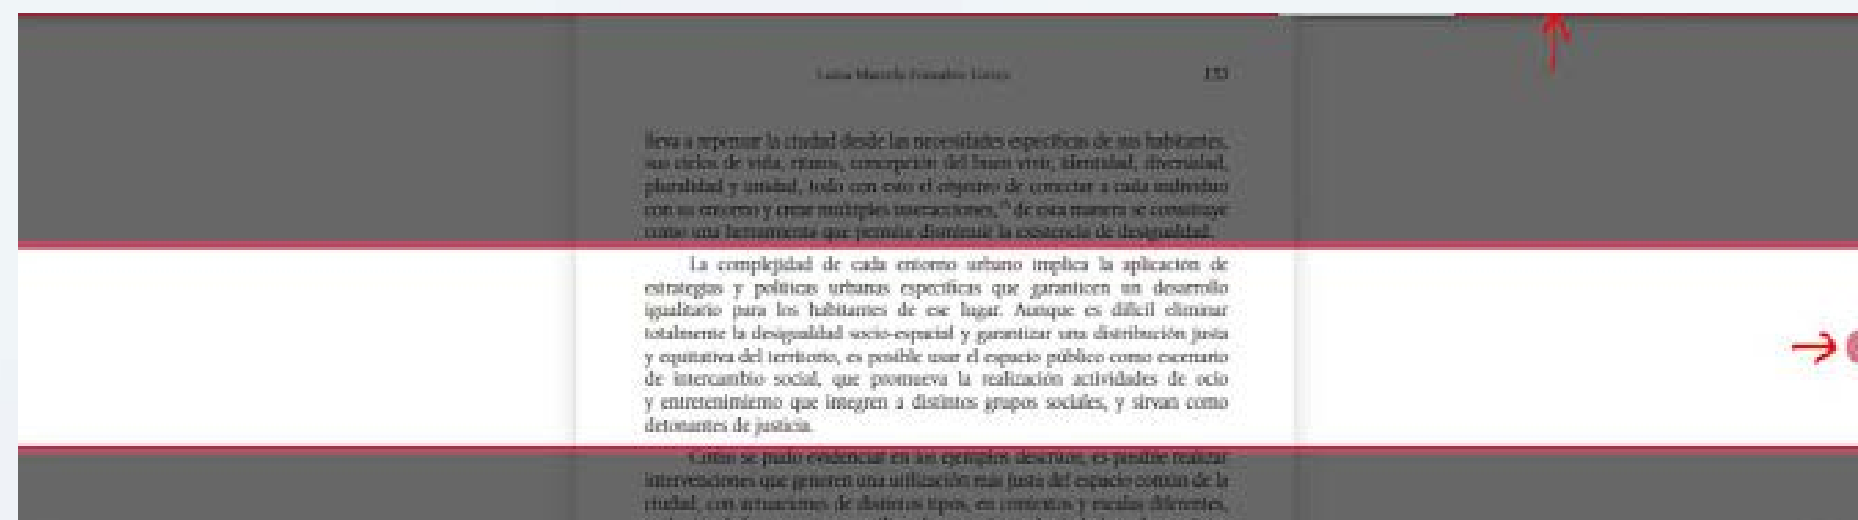 153
lleva a repensar la ciudad desde las necesidades específicas de sus habitantes,
sus ciclos de vida, ritmos, concepción del buen vivir, identidad, diversidad,
pluralidad y unidad, todo con esto el objetivo de conectar a cada individuo
con su entorno y crear múltiples interacciones, de esta manera se constituye
como una herramienta que permite disminuir la existencia de desigualdad.
La complejidad de cada entorno urbano implica la aplicación de
estrategias y políticas urbanas específicas que garanticen un desarrollo
igualitario para los habitantes de ese lugar. Aunque es difícil eliminar
totalmente la desigualdad socio-espacial y garantizar una distribución justa
y equitativa del territorio, es posible usar el espacio público como escenario
de intercambio social, que promueva la realización actividades de ocio
y entretenimiento que integren a distintos grupos sociales, y sirvan como
detonantes de justicia.
Como se pudo evidenciar en los ejemplos descritos, es posible realizar
intervenciones que generen una utilización más justa del espacio común de la
ciudad, con actuaciones de distintos tipos, en contextos y escalas diferentes,